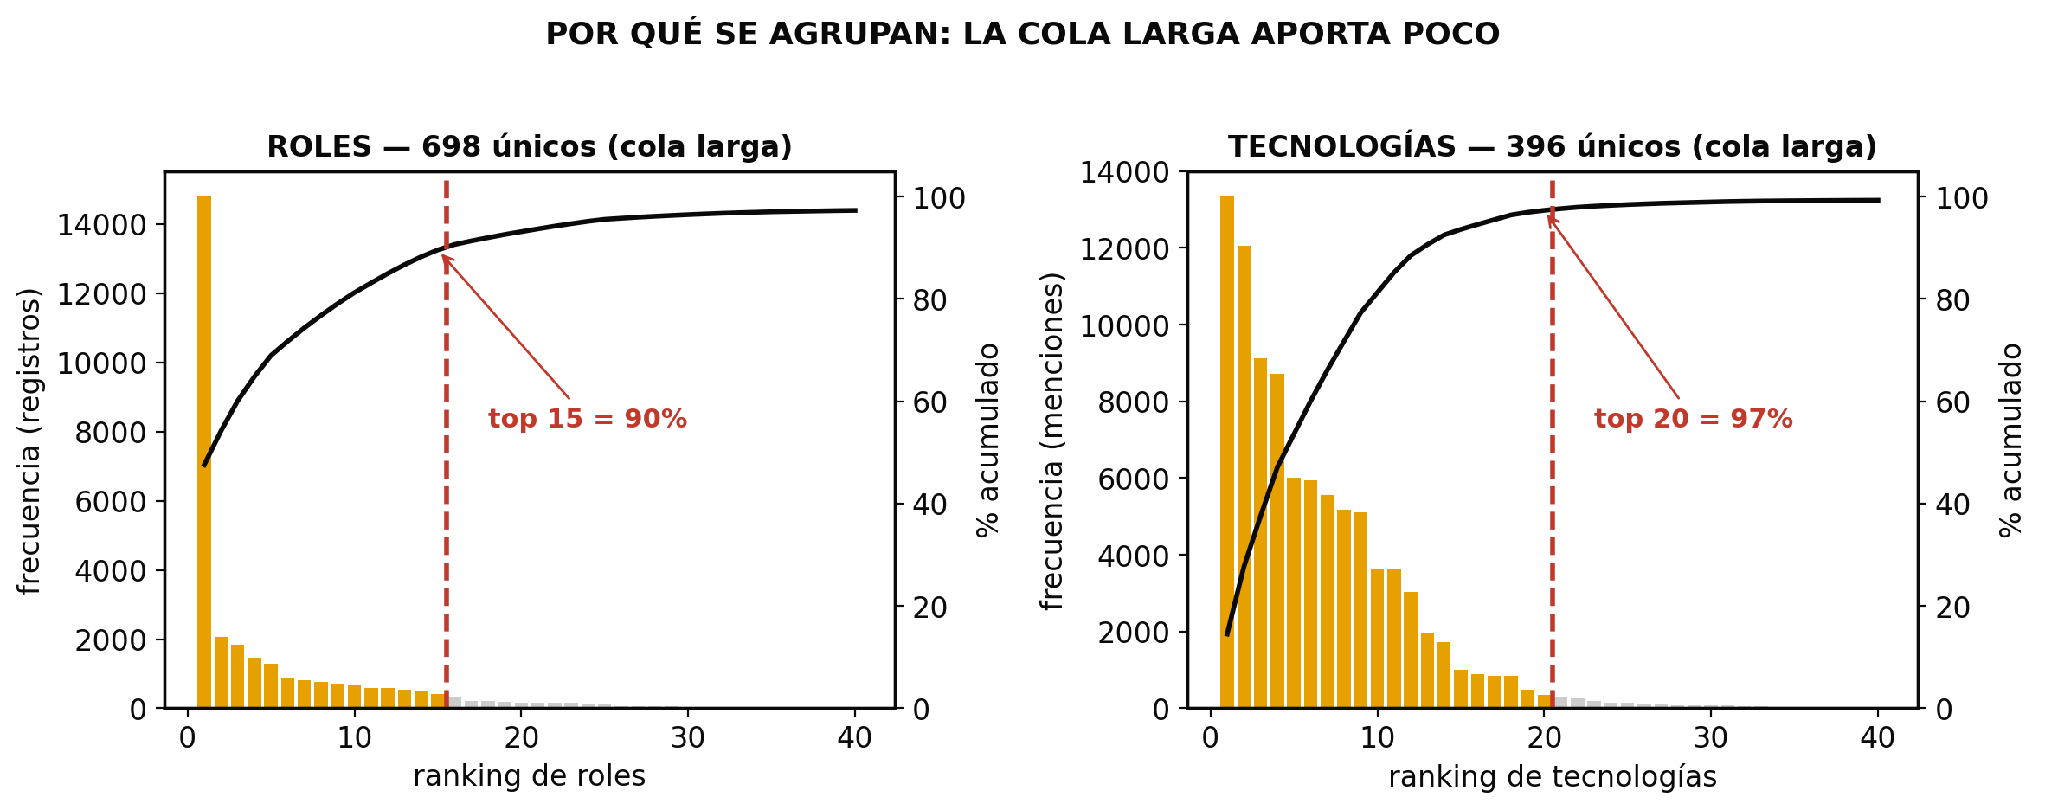 POR QUÉ SE AGRUPAN: LA COLA LARGA APORTA POCO
ROLES — 698 únicos (cola larga)
frecuencia (registros)
14000
12000
10000
8000
6000
4000
2000
0
100
80
60
40
20
0
% acumulado
top 15 = 90%
0 10 20 30 40
ranking de roles
TECNOLOGÍAS — 396 únicos (cola larga)
frecuencia (menciones)
14000
12000
10000
8000
6000
4000
2000
0
100
80
60
40
20
0
% acumulado
top 20 = 97%
0 10 20 30 40
ranking de tecnologías